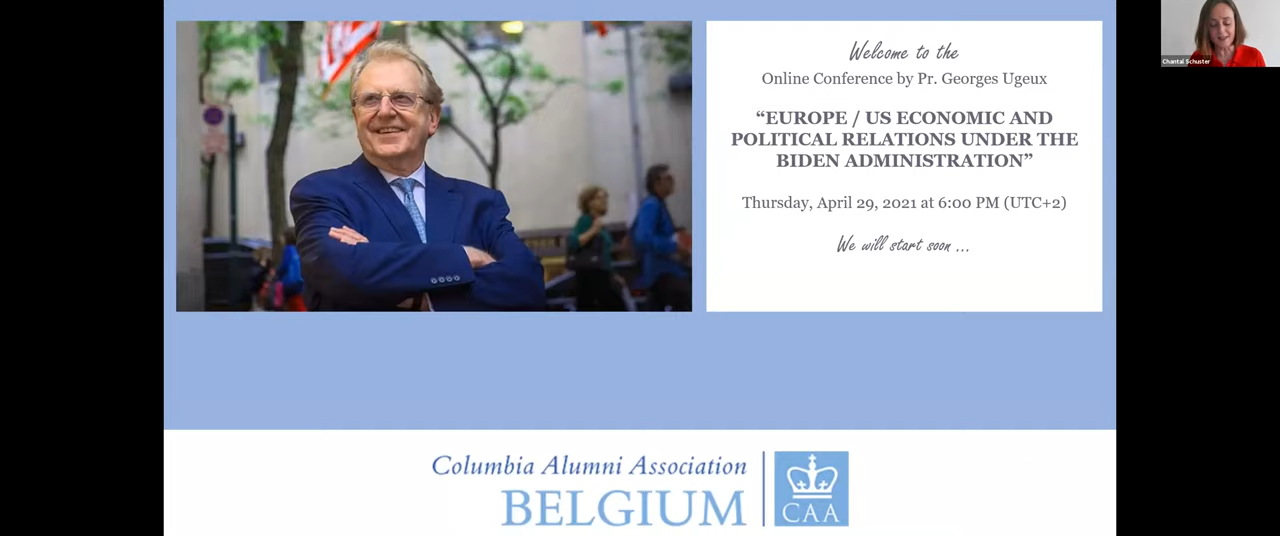 Welcome to the
Online Conference by Pr. Georges Ugeux
“EUROPE / US ECONOMIC AND
POLITICAL RELATIONS UNDER THE
BIDEN ADMINISTRATION”
Thursday, April 29, 2021 at 6:00 PM (UTC+2)
We will start soon ...
Chantal Schuster
Columbia Alumni Association
BELGIUM
CAA